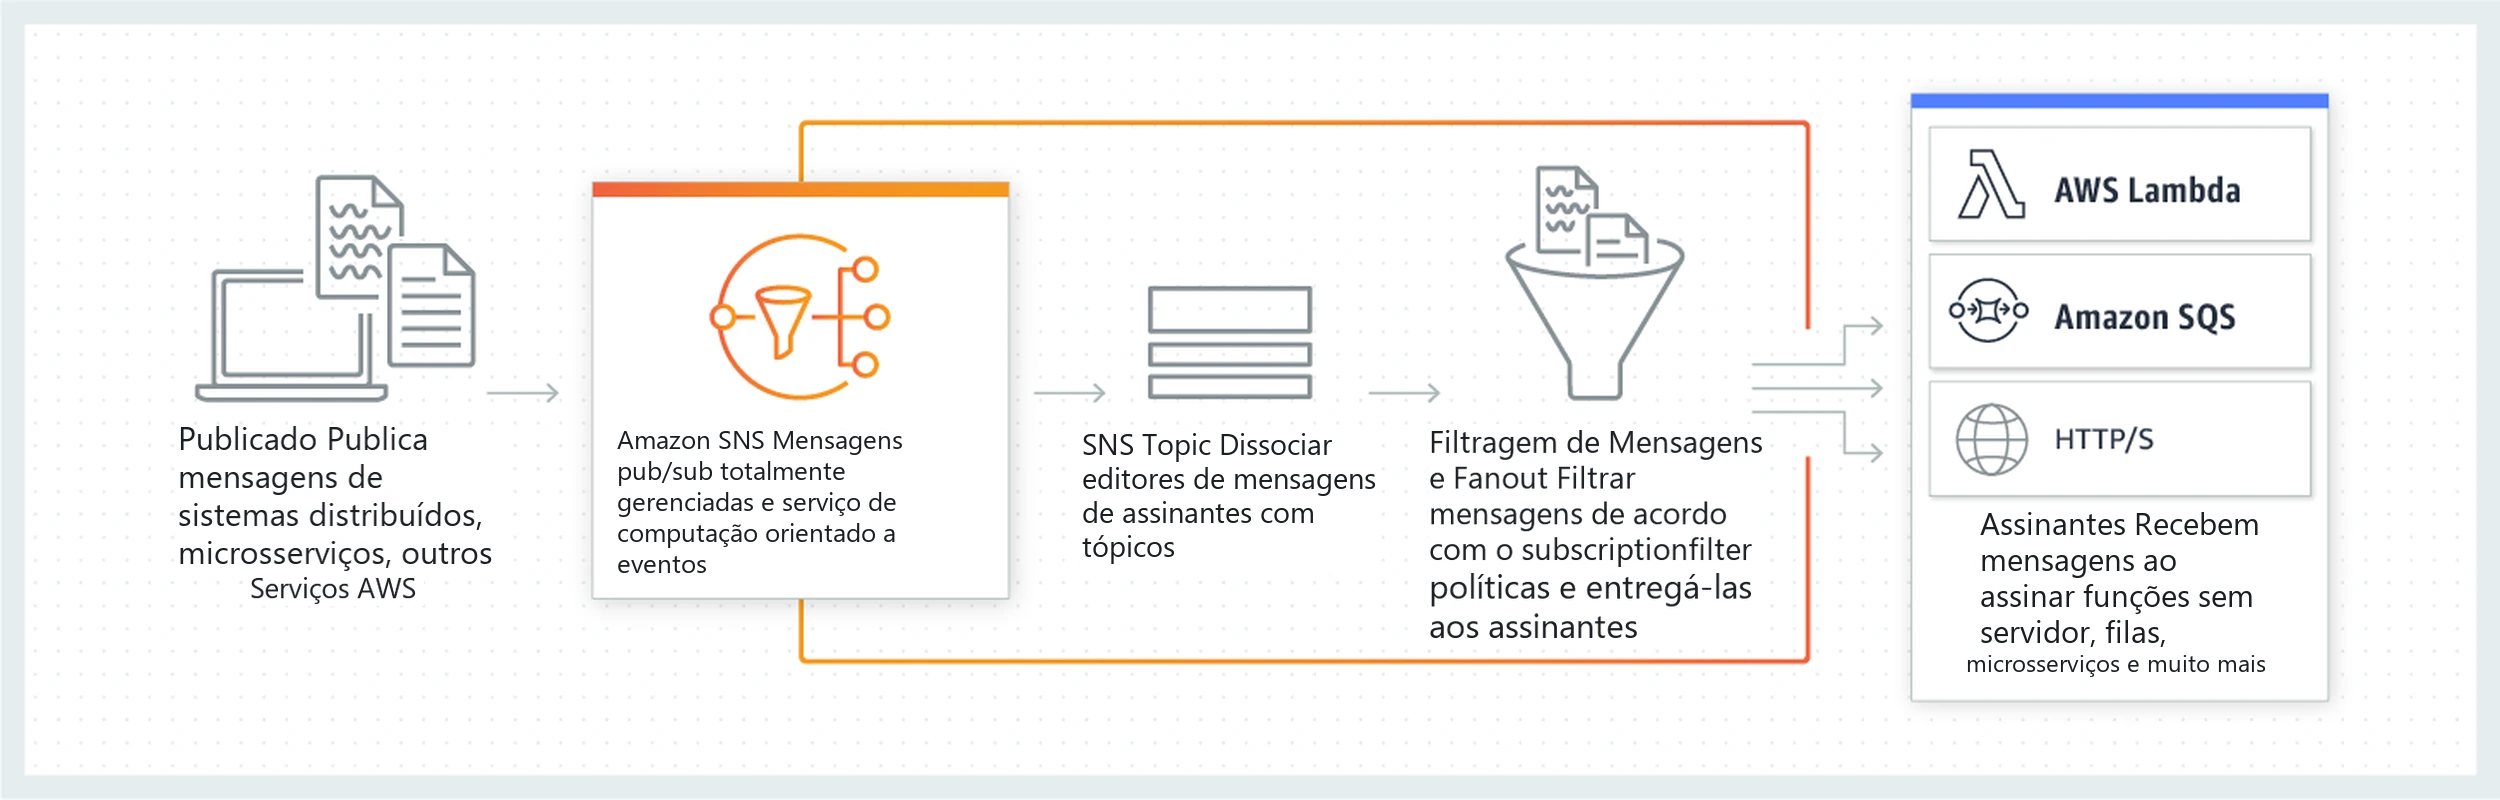 Publicado Publica
mensagens de
sistemas distribuídos,
microsserviços, outros
Serviços AWS
Amazon SNS Mensagens
pub/sub totalmente
gerenciadas e serviço de
computação orientado a
eventos
SNS Topic Dissociar
editores de mensagens
de assinantes com
tópicos
Filtragem de Mensagens
e Fanout Filtrar
mensagens de acordo
com o subscriptionfilter
políticas e entregá-las
aos assinantes
AWS Lambda
Amazon SQS
HTTP/S
Assinantes Recebem
mensagens ao
assinar funções sem
servidor, filas,
microsserviços e muito mais